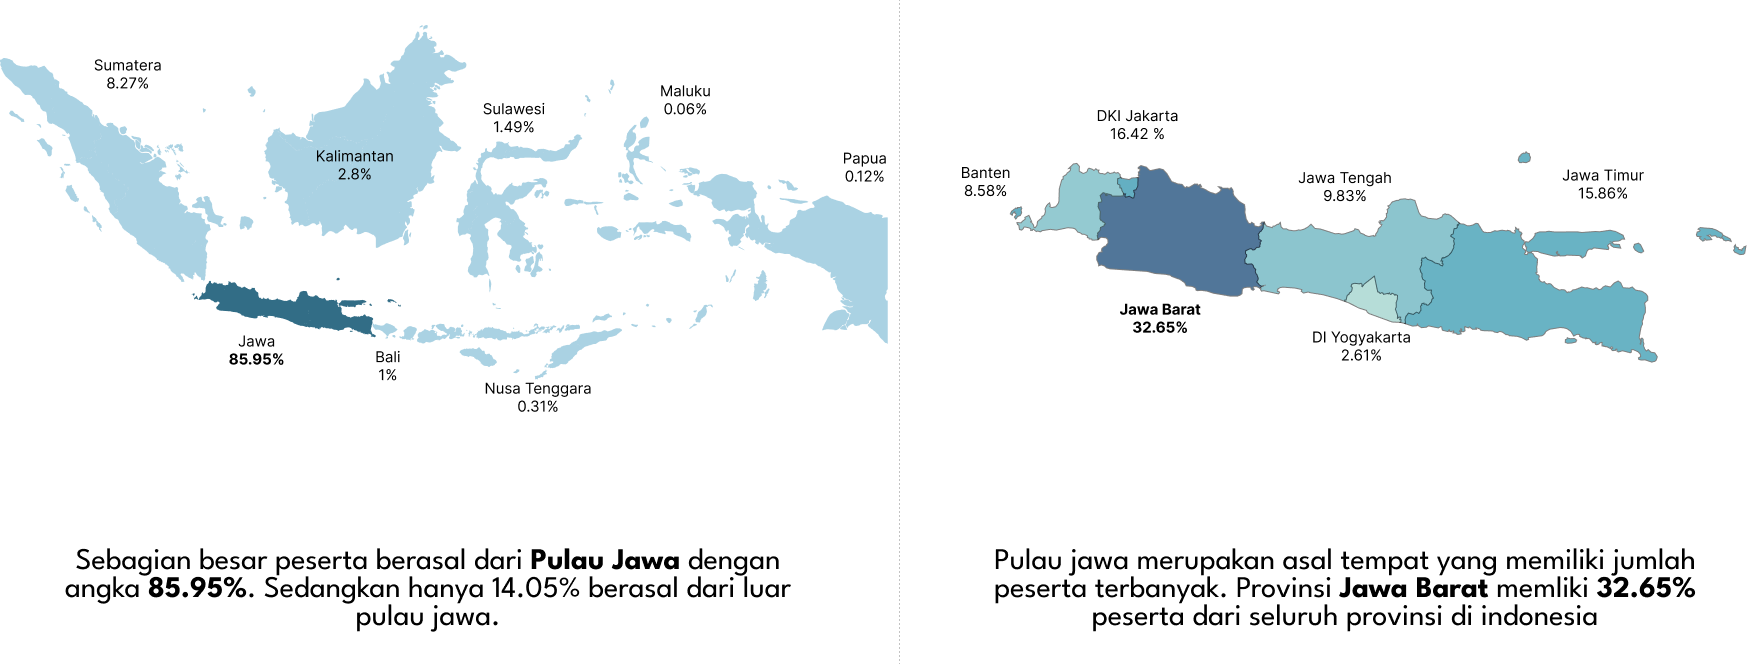 Sumatera
8.27%
Kalimantan
2.8%
Sulawesi
1.49%
Maluku
0.06%
Papua
0.12%
Jawa
85.95%
Bali
1%
Nusa Tenggara
0.31%
Sebagian besar peserta berasal dari Pulau Jawa dengan
angka 85.95%. Sedangkan hanya 14.05% berasal dari luar
pulau jawa.
DKI Jakarta
16.42 %
Banten
8.58%
Jawa Tengah
9.83%
Jawa Timur
15.86%
Jawa Barat
32.65%
DI Yogyakarta
2.61%
Pulau jawa merupakan asal tempat yang memiliki jumlah
peserta terbanyak. Provinsi Jawa Barat memliki 32.65%
peserta dari seluruh provinsi di indonesia